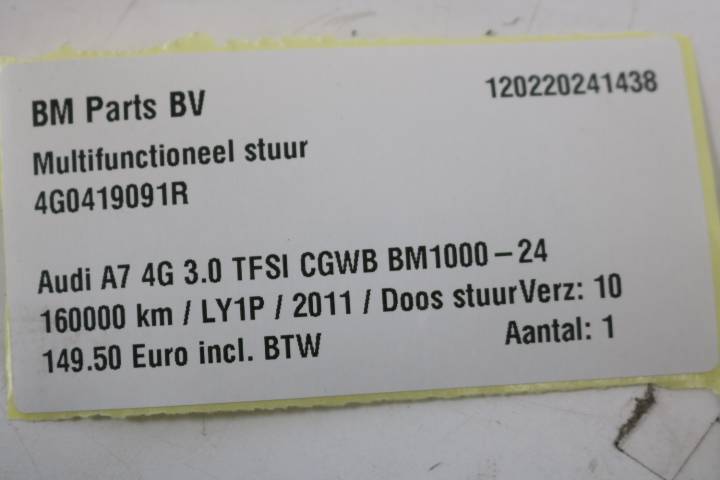 BM Parts BV 120220241438
Multifunctioneel stuur
4G0419091R
Audi A7 4G 3.0 TFSI CGWB BM1000-24
160000 km / LY1P / 2011 / Doos stuurVerz: 10
149.50 Euro incl. BTW Aantal: 1